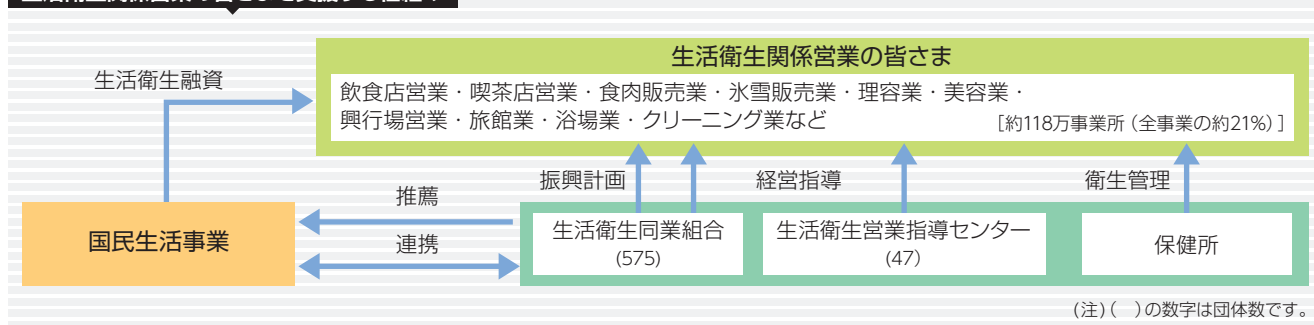 生活衛生関係営業の皆さま
生活衛生融資
飲食店営業・喫茶店営業・食肉販売業・氷雪販売業・理容業・美容業・
興行場営業・旅館業・浴場業・クリーニング業など
[約118万事業所（全事業の約21%）]
振興計画
経営指導
衛生管理
推薦
国民生活事業
連携
生活衛生同業組合
(575)
生活衛生営業指導センター
(47)
保健所
(注)(　)の数字は団体数です。